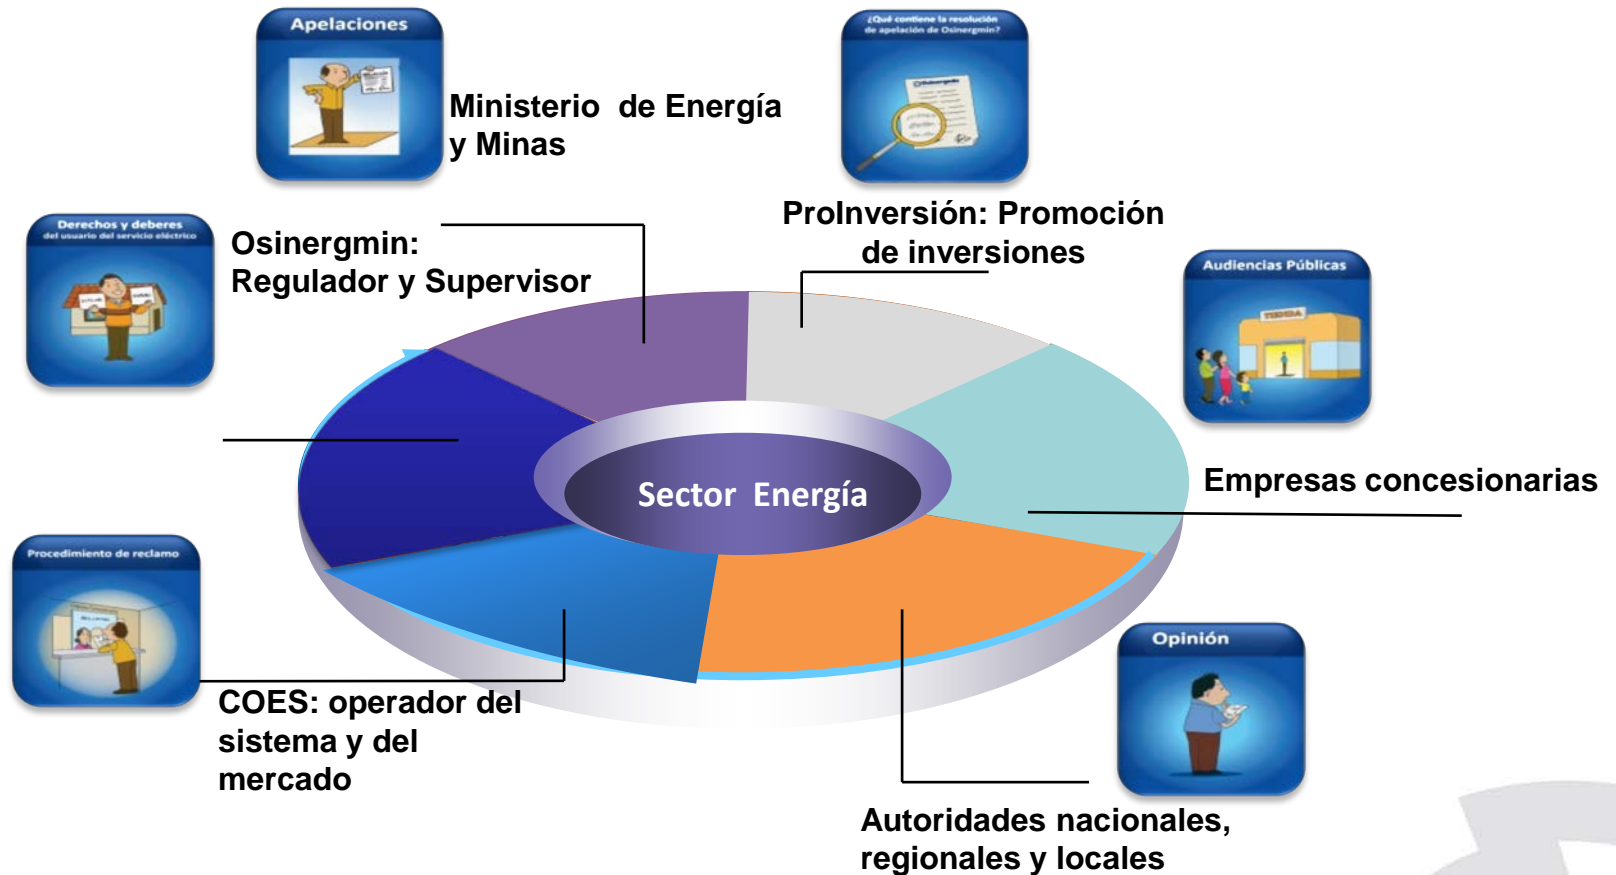 Apelaciones
Ministerio de Energía
y Minas
¿Qué contiene la resolución
de apelación de Osinergmin?
ProInversión: Promoción
de inversiones
Derechos y deberes
del usuario del servicio eléctrico
Osinergmin:
Regulador y Supervisor
Audiencias Públicas
TIENDA
Sector Energía
Empresas concesionarias
Procedimiento de reclamo
COES: operador del
sistema y del
mercado
Opinión
Autoridades nacionales,
regionales y locales